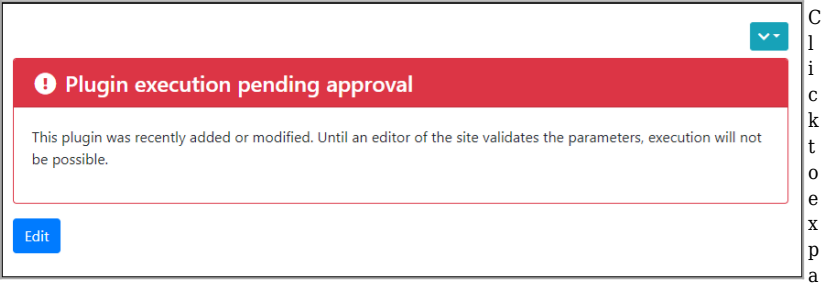 Plugin execution pending approval
This plugin was recently added or modified. Until an editor of the site validates the parameters, execution will not
be possible.
Edit
C
l
i
c
k
t
o
e
x
p
a